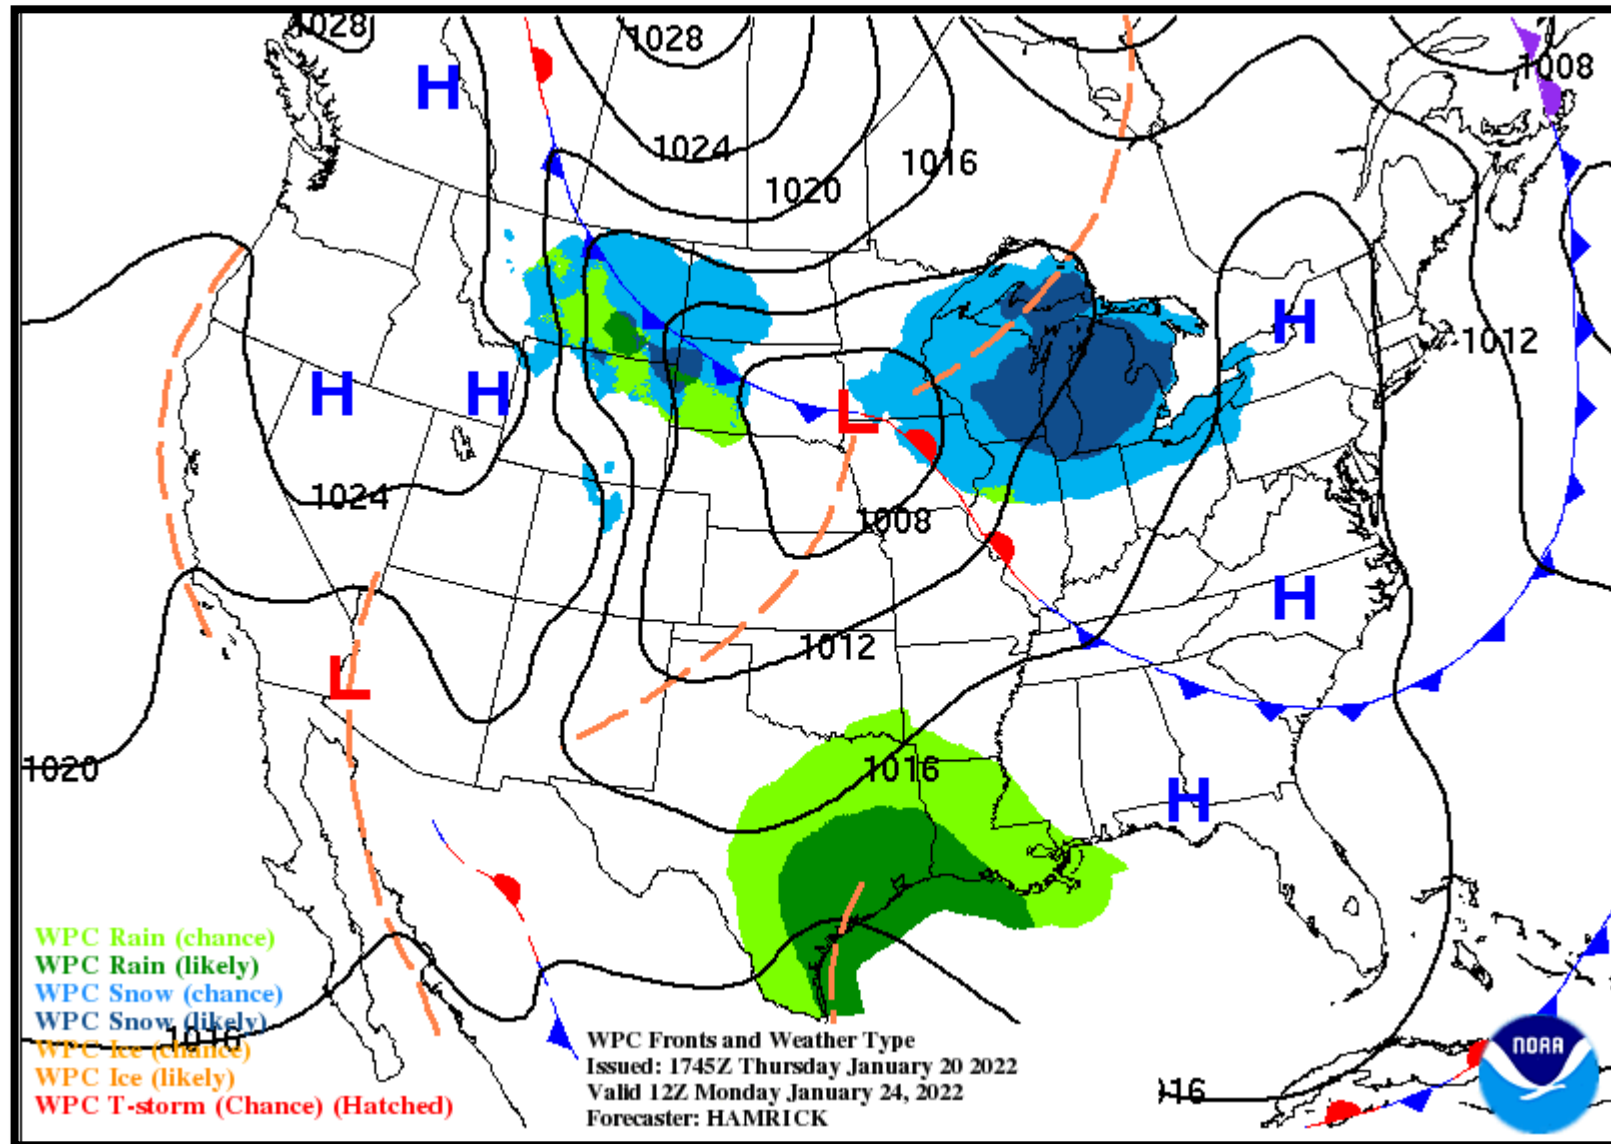 1028
1028
1008
H
1024
1016
1020
H
1012
H
H
L
1024
1008
H
1012
L
1020
1016
H
WPC Rain (chance)
WPC Rain (likely)
WPC Snow (chance)
WPC Snow (likely)
1016
WPC Ice (chance)
WPC Ice (likely)
WPC T-storm (Chance) (Hatched)
WPC Fronts and Weather Type
Issued: 1745Z Thursday January 20 2022
Valid 12Z Monday January 24, 2022
Forecaster: HAMRICK
16
NOAA